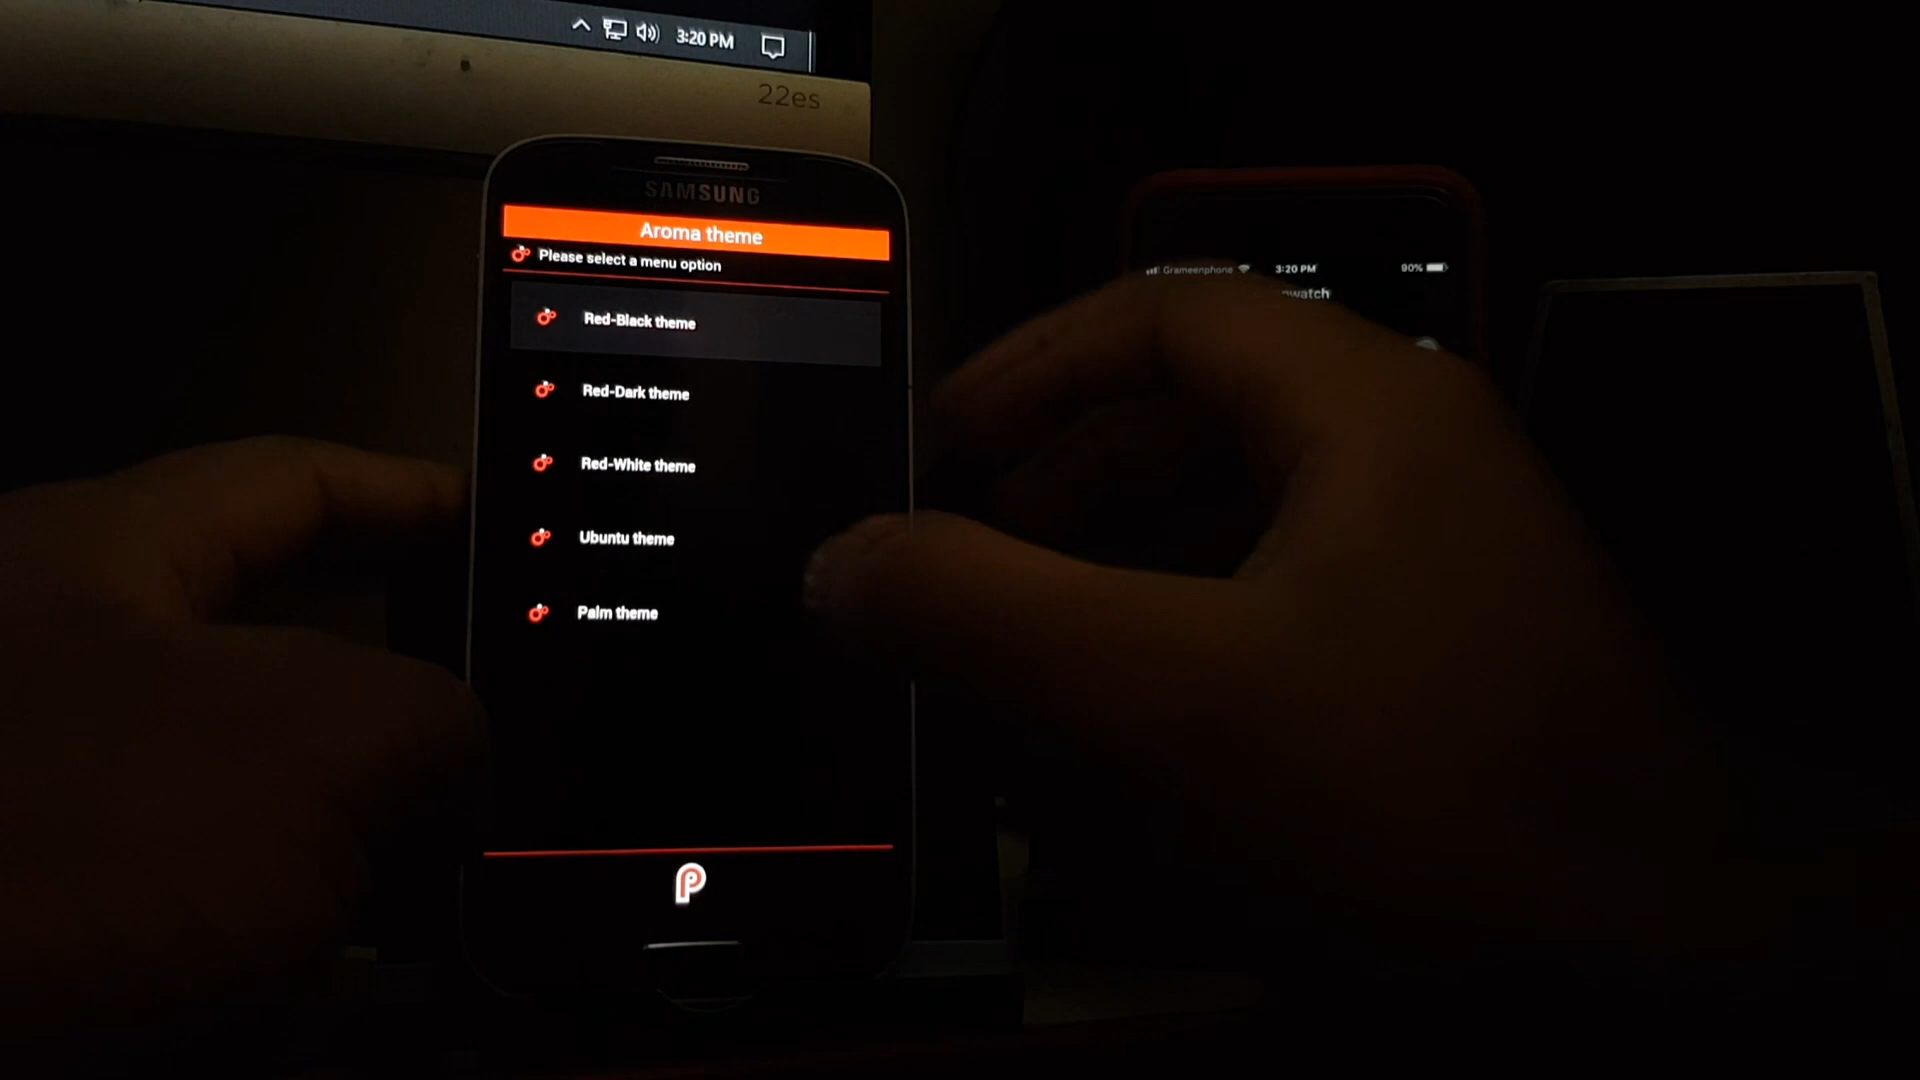 3:20 PM
22es
SAMSUNG
Aroma theme
Please select a menu option
Red-Black theme
Red-Dark theme
Red-White theme
Ubuntu theme
Palm theme
Grameenphone 3:20 PM 90%